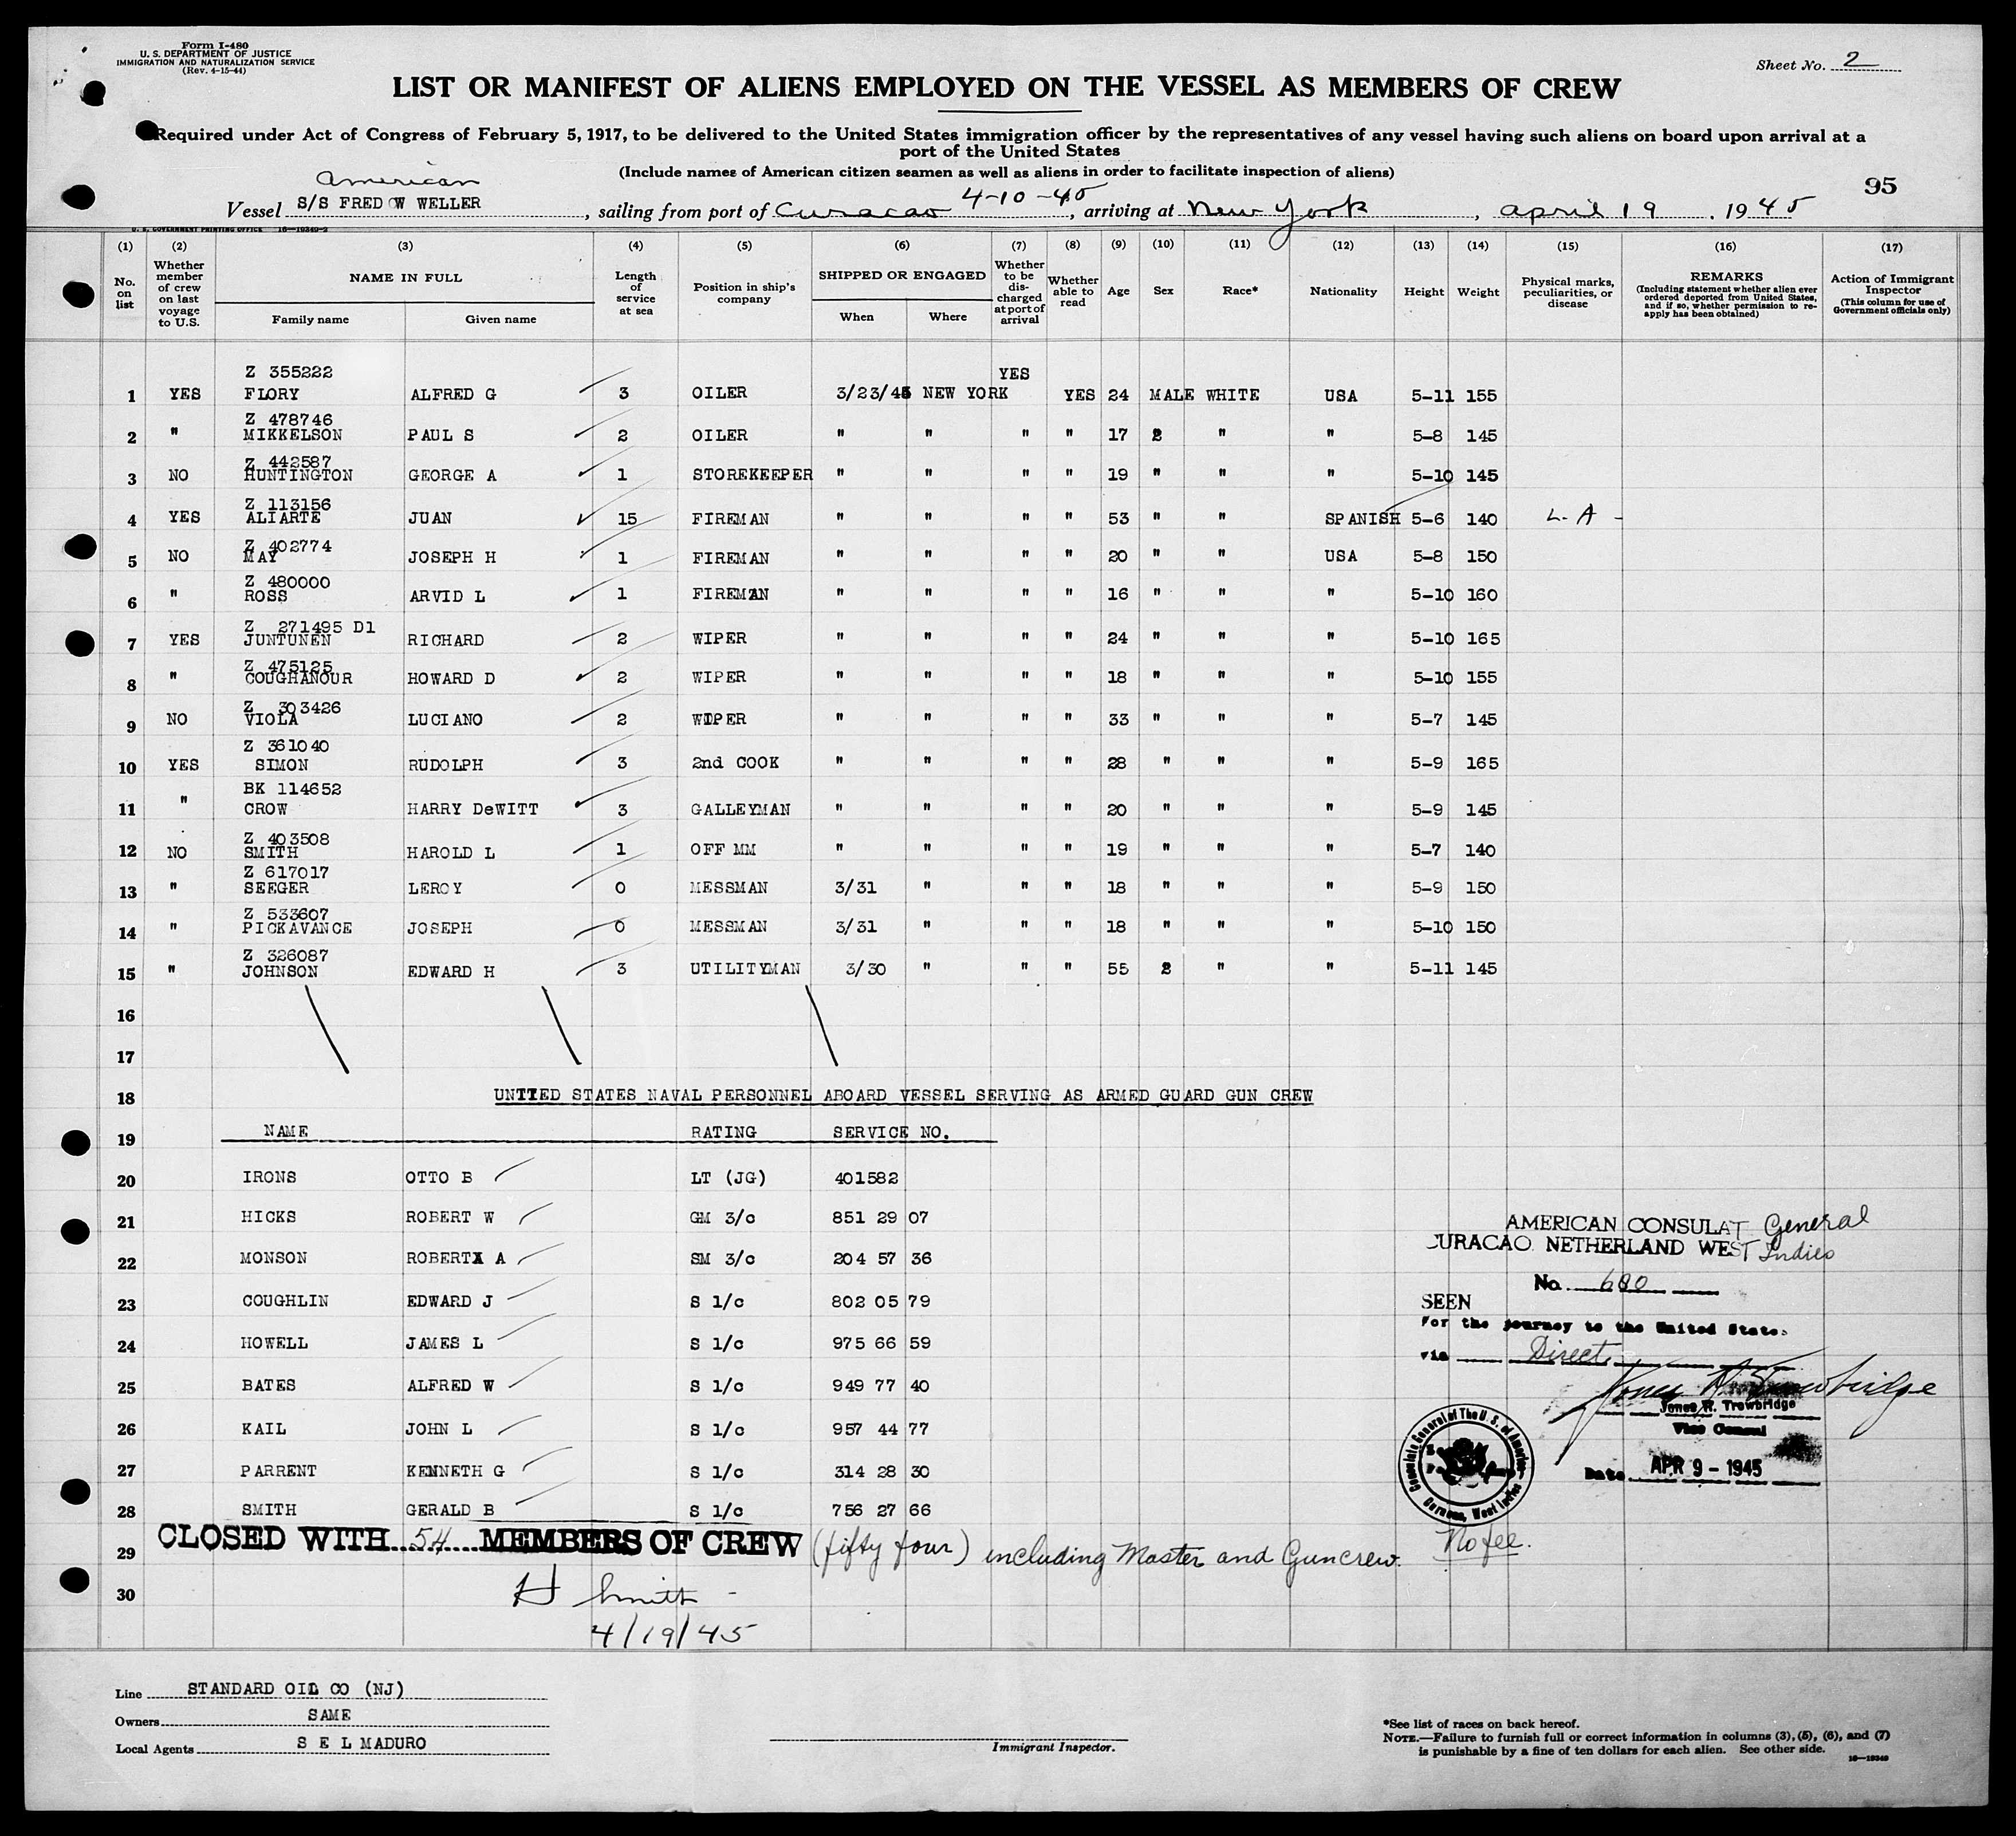 Form I-480
U. S. DEPARTMENT OF JUSTICE
IMMIGRATION AND NATURALIZATION SERVICE
(Rev. 4-15-44)
Sheet No. 2
LIST OR MANIFEST OF ALIENS EMPLOYED ON THE VESSEL AS MEMBERS OF CREW
Required under Act of Congress of February 5, 1917, to be delivered to the United States immigration officer by the representatives of any vessel having such aliens on board upon arrival at a
port of the United States
(Include names of American citizen seamen as well as aliens in order to facilitate inspection of aliens)
95
American
Vessel S/S FRED W WELLER, sailing from port of Curacao 4-10-45, arriving at New York, April 19, 1945
U. S. GOVERNMENT PRINTING OFFICE 16—19349-2
(1) (2) (3) (4) (5) (6) (7) (8) (9) (10) (11) (12) (13) (14) (15) (16) (17)
No. on list
Whether member of crew on last voyage to U.S.
NAME IN FULL
Family name Given name
Length of service at sea
Position in ship's company
SHIPPED OR ENGAGED
When Where
Whether to be discharged at port of arrival
Whether able to read
Age Sex Race* Nationality Height Weight
Physical marks, peculiarities, or disease
REMARKS
(Including statement whether alien ever ordered deported from United States, and if so, whether permission to re-apply has been obtained)
Action of Immigrant Inspector
(This column for use of Government officials only)
Z 355222 YES
1 YES FLORY ALFRED G 3 OILER 3/23/45 NEW YORK YES 24 MALE WHITE USA 5-11 155
Z 478746
2 " MIKKELSON PAUL S 2 OILER " " " " 17 " " " 5-8 145
Z 442587
3 NO HUNTINGTON GEORGE A 1 STOREKEEPER " " " " 19 " " " 5-10 145
Z 113156
4 YES ALIARTE JUAN 15 FIREMAN " " " " 53 " " SPANISH 5-6 140 L. A -
Z 402774
5 NO MAY JOSEPH H 1 FIREMAN " " " " 20 " " USA 5-8 150
Z 480000
6 " ROSS ARVID L 1 FIREMAN " " " " 16 " " " 5-10 160
Z 271495 D1
7 YES JUNTUNEN RICHARD 2 WIPER " " " " 24 " " " 5-10 165
Z 475125
8 " COUGHANOUR HOWARD D 2 WIPER " " " " 18 " " " 5-10 155
Z 303426
9 NO VIOLA LUCIANO 2 WIPER " " " " 33 " " " 5-7 145
Z 361040
10 YES SIMON RUDOLPH 3 2nd COOK " " " " 28 " " " 5-9 165
BK 114652
11 " CROW HARRY DeWITT 3 GALLEYMAN " " " " 20 " " " 5-9 145
Z 403508
12 NO SMITH HAROLD L 1 OFF MM " " " " 19 " " " 5-7 140
Z 617017
13 " SEEGER LEROY 0 MESSMAN 3/31 " " " 18 " " " 5-9 150
Z 533607
14 " PICKAVANCE JOSEPH 0 MESSMAN 3/31 " " " 18 " " " 5-10 150
Z 326087
15 " JOHNSON EDWARD H 3 UTILITYMAN 3/30 " " " 55 " " " 5-11 145
16
17
18 UNITED STATES NAVAL PERSONNEL ABOARD VESSEL SERVING AS ARMED GUARD GUN CREW
19 NAME RATING SERVICE NO.
20 IRONS OTTO B LT (JG) 401582
21 HICKS ROBERT W GM 3/c 851 29 07
22 MONSON ROBERTX A SM 3/c 204 57 36
23 COUGHLIN EDWARD J S 1/c 802 05 79
24 HOWELL JAMES L S 1/c 975 66 59
25 BATES ALFRED W S 1/c 949 77 40
26 KAIL JOHN L S 1/c 957 44 77
27 PARRENT KENNETH G S 1/c 314 28 30
28 SMITH GERALD B S 1/c 756 27 66
29 CLOSED WITH 54 MEMBERS OF CREW (fifty four) including Master and Guncrew.
30 H Smith -
4/19/45
AMERICAN CONSULAT General
CURACAO NETHERLAND WEST Indies
No. 680
SEEN
For the journey to the United States
via Direct
Jones R. Trowbridge
Jones R. Trowbridge
Vice Consul
Date APR 9 - 1945
Consulate General of The U. S. of America
Curacao, West Indies
No fee.
Line STANDARD OIL CO (NJ)
Owners SAME
Local Agents S E L MADURO
Immigrant Inspector.
*See list of races on back hereof.
NOTE.—Failure to furnish full or correct information in columns (3), (5), (6), and (7)
is punishable by a fine of ten dollars for each alien. See other side.
16—19349